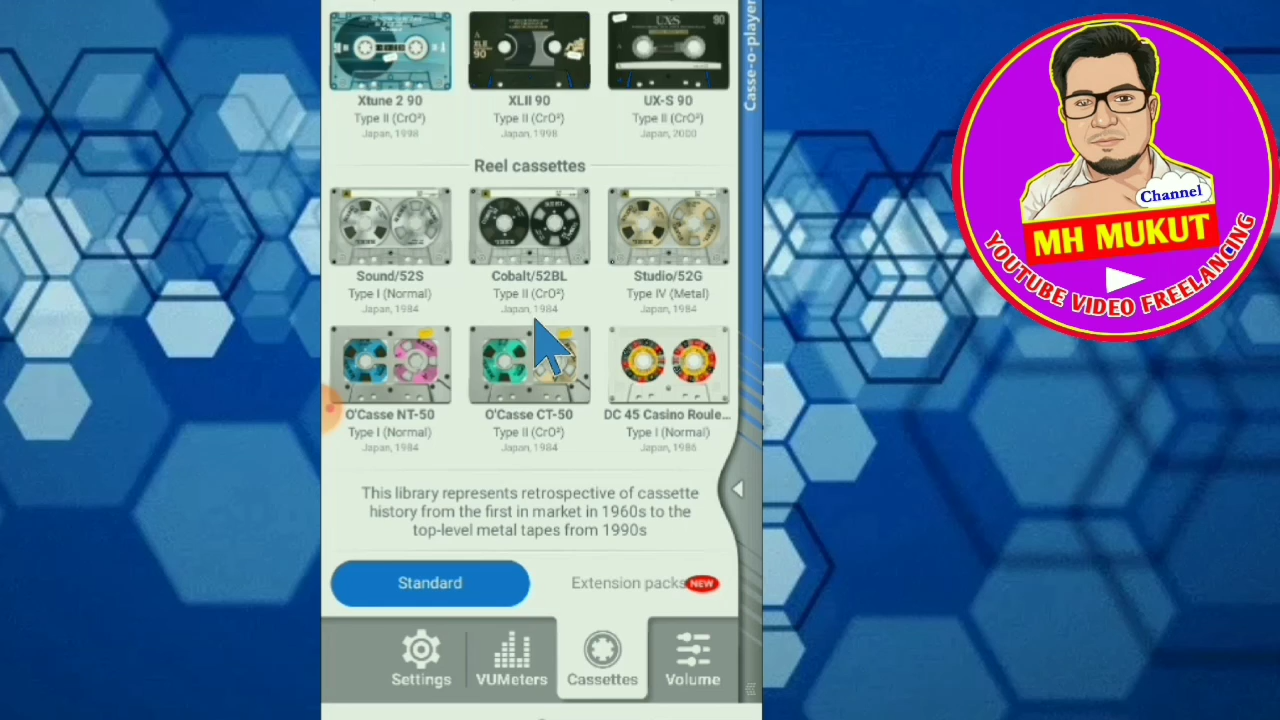 Xtune 2 90
Type II (CrO²)
Japan, 1998
XLII 90
Type II (CrO²)
Japan, 1998
UX-S 90
Type II (CrO²)
Japan, 2000
Reel cassettes
Sound/52S
Type I (Normal)
Japan, 1984
Cobalt/52BL
Type II (CrO²)
Japan, 1984
Studio/52G
Type IV (Metal)
Japan, 1984
O'Casse NT-50
Type I (Normal)
Japan, 1984
O'Casse CT-50
Type II (CrO²)
Japan, 1984
DC 45 Casino Roule...
Type I (Normal)
Japan, 1986
This library represents retrospective of cassette
history from the first in market in 1960s to the
top-level metal tapes from 1990s
Standard
Extension packs NEW
Settings
VUMeters
Cassettes
Volume
Casse-o-player
UX-S
90
XLII
90
Channel
MH MUKUT
YOUTUBE VIDEO FREELANCING